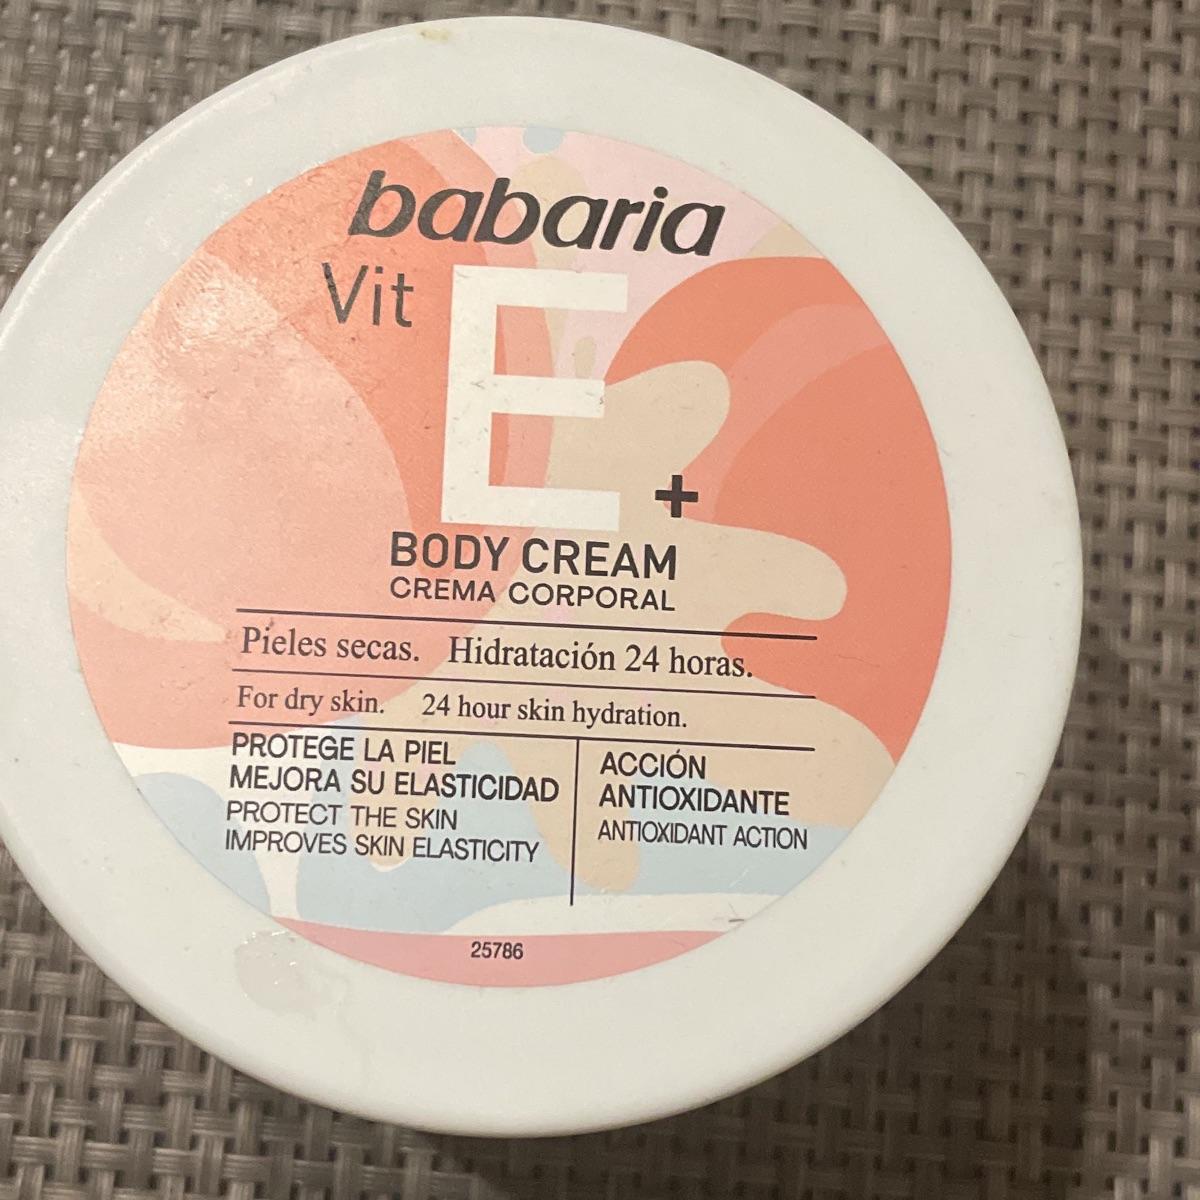 babaria
Vit E+
BODY CREAM
CREMA CORPORAL
Pieles secas. Hidratación 24 horas.
For dry skin. 24 hour skin hydration.
PROTEGE LA PIEL
MEJORA SU ELASTICIDAD
PROTECT THE SKIN
IMPROVES SKIN ELASTICITY
ACCIÓN
ANTIOXIDANTE
ANTIOXIDANT ACTION
25786